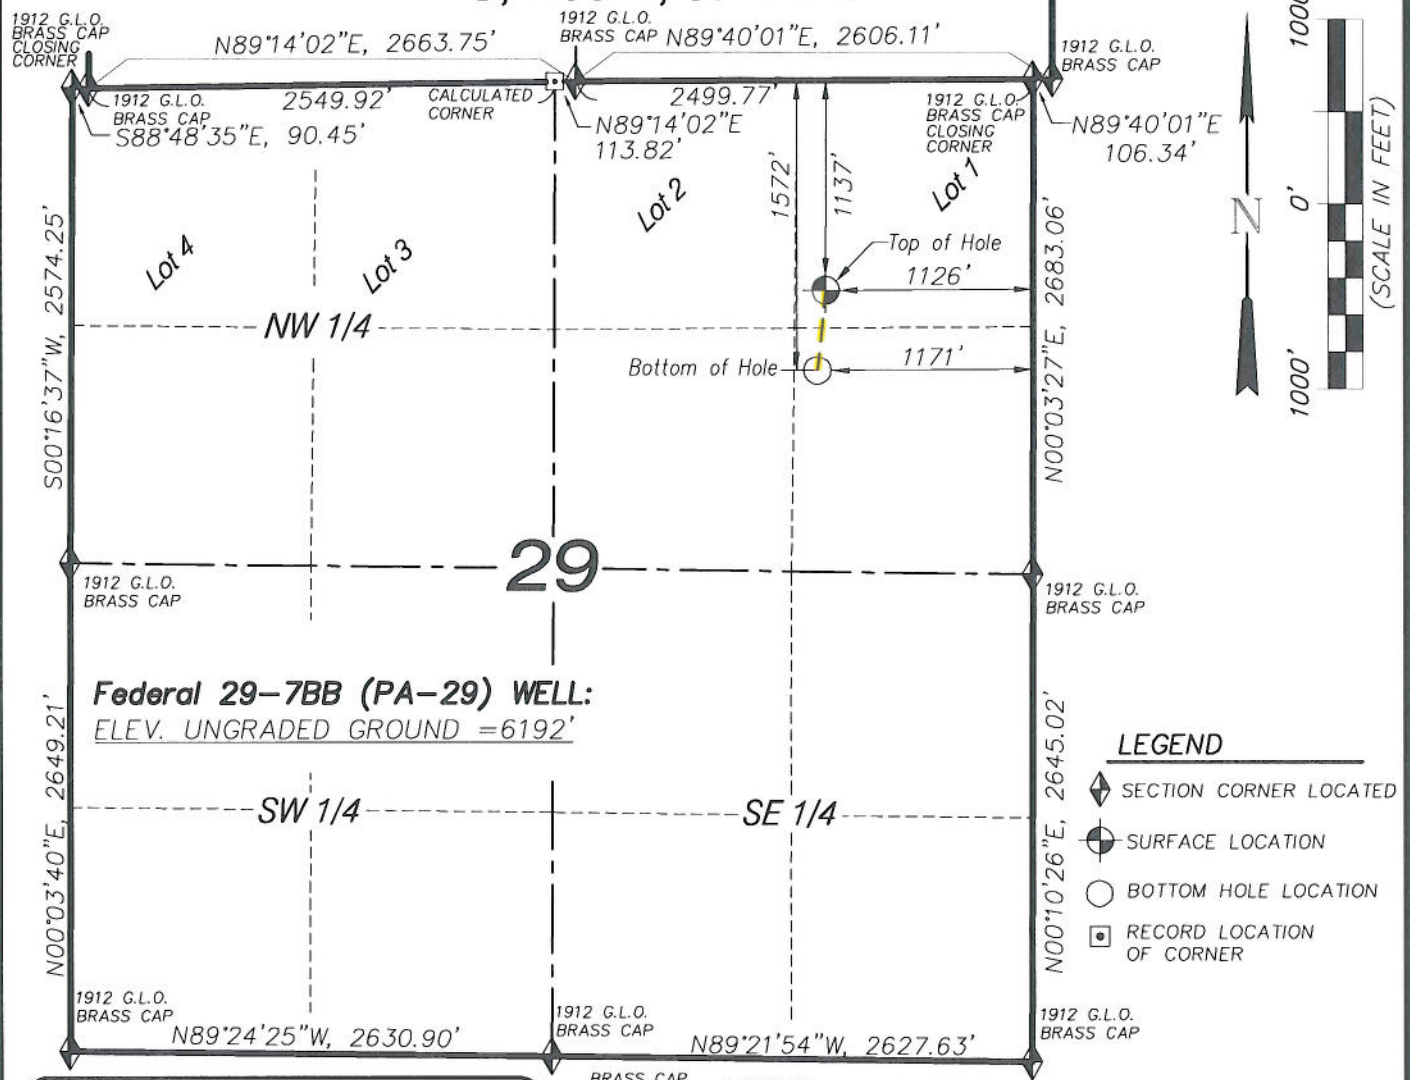 1912 G.L.O.
BRASS CAP
CLOSING
CORNER
N89°14'02"E, 2663.75'
1912 G.L.O.
BRASS CAP
N89°40'01"E, 2606.11'
1912 G.L.O.
BRASS CAP
1912 G.L.O.
BRASS CAP
2549.92'
CALCULATED
CORNER
2499.77'
1912 G.L.O.
BRASS CAP
CLOSING
CORNER
S88°48'35"E, 90.45'
N89°14'02"E
113.82'
N89°40'01"E
106.34'
1572'
1137'
Lot 4
Lot 3
Lot 2
Lot 1
Top of Hole
1126'
NW 1/4
Bottom of Hole
1171'
S00°16'37"W, 2574.25'
N00°03'27"E, 2683.06'
N
0'
1000'
(SCALE IN FEET)
29
1912 G.L.O.
BRASS CAP
1912 G.L.O.
BRASS CAP
Federal 29-7BB (PA-29) WELL:
ELEV. UNGRADED GROUND =6192'
N00°03'40"E, 2649.21'
N00°10'26"E, 2645.02'
SW 1/4
SE 1/4
LEGEND
SECTION CORNER LOCATED
SURFACE LOCATION
BOTTOM HOLE LOCATION
RECORD LOCATION
OF CORNER
1912 G.L.O.
BRASS CAP
N89°24'25"W, 2630.90'
1912 G.L.O.
BRASS CAP
N89°21'54"W, 2627.63'
1912 G.L.O.
BRASS CAP
BRASS CAP